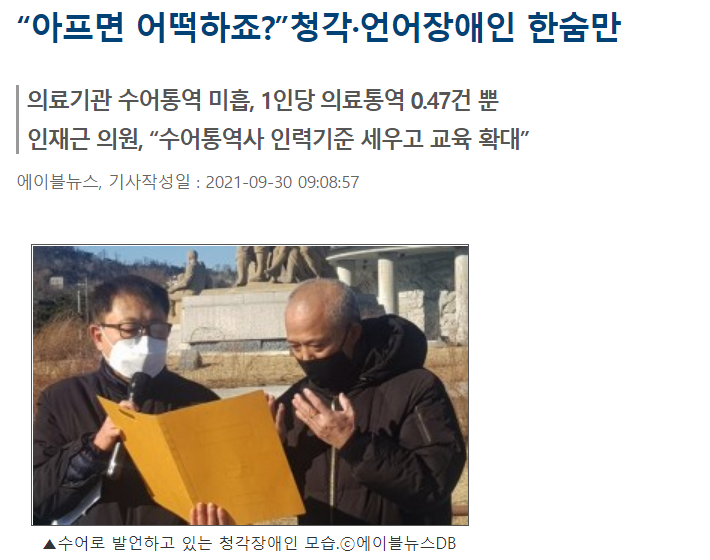 “아프면 어떡하죠?”청각·언어장애인 한숨만
의료기관 수어통역 미흡, 1인당 의료통역 0.47건 뿐
인재근 의원, “수어통역사 인력기준 세우고 교육 확대”
에이블뉴스, 기사작성일 : 2021-09-30 09:08:57
▲수어로 발언하고 있는 청각장애인 모습.ⓒ에이블뉴스DB